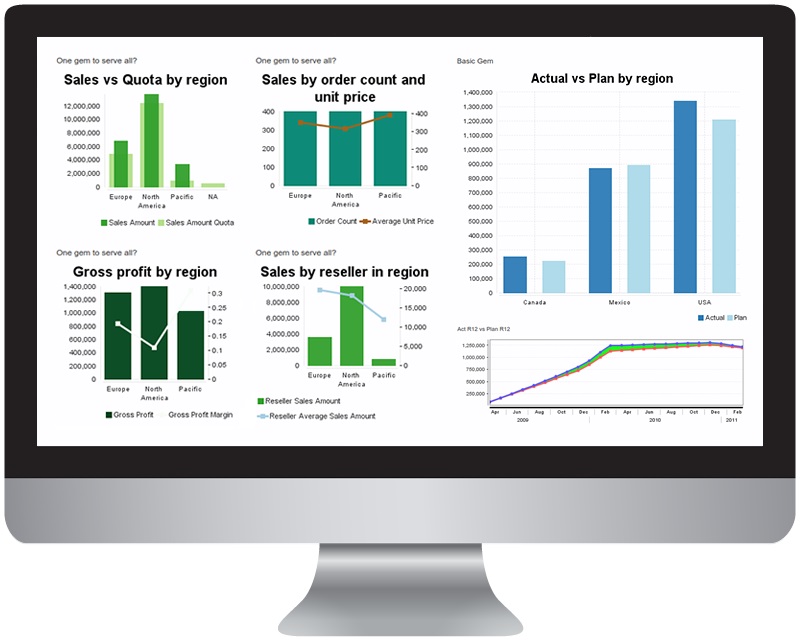 One gem to serve all?
Sales vs Quota by region
12,000,000
10,000,000
8,000,000
6,000,000
4,000,000
2,000,000
0
Europe North America Pacific NA
Sales Amount Sales Amount Quota
One gem to serve all?
Sales by order count and
unit price
400 400
300 300
200 200
100 100
0 0
Europe North America Pacific
Order Count Average Unit Price
Basic Gem
Actual vs Plan by region
1,400,000
1,300,000
1,200,000
1,100,000
1,000,000
900,000
800,000
700,000
600,000
500,000
400,000
300,000
200,000
100,000
0
Canada Mexico USA
Actual Plan
One gem to serve all?
Gross profit by region
1,400,000
1,200,000 0.3
1,000,000 0.25
800,000 0.2
600,000 0.15
400,000 0.1
200,000 0.05
0 0
Europe North America Pacific
Gross Profit Gross Profit Margin
One gem to serve all?
Sales by reseller in region
10,000,000 20,000
8,000,000 15,000
6,000,000 10,000
4,000,000 5,000
2,000,000
0 0
Europe North America Pacific
Reseller Sales Amount
Reseller Average Sales Amount
Act R12 vs Plan R12
1,250,000
1,000,000
750,000
500,000
250,000
Apr Jun Aug Oct Dec Feb Apr Jun Aug Oct Dec Feb
2009 2010 2011